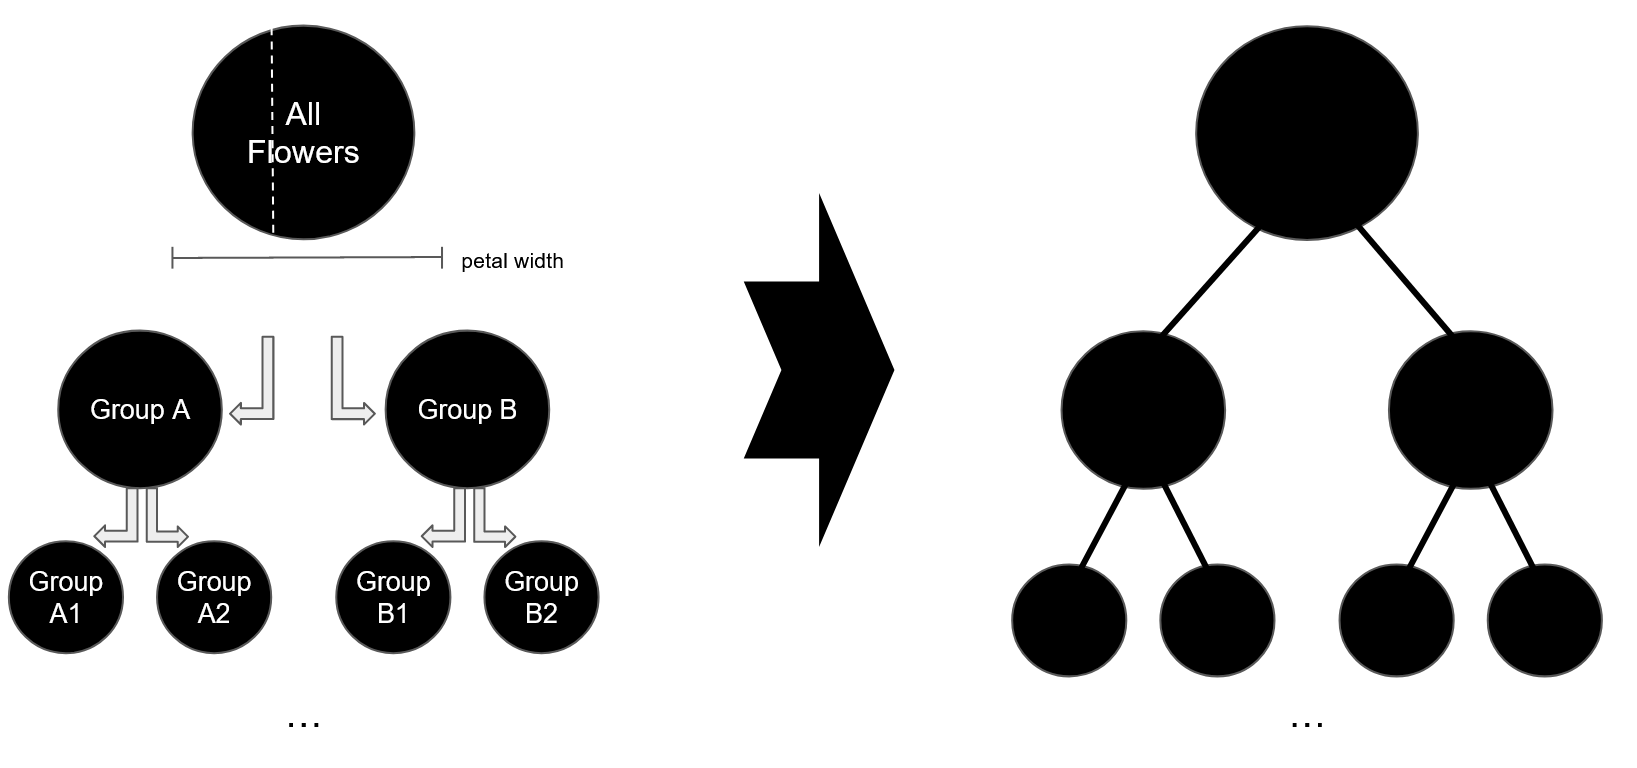 All
Flowers
petal width
Group A
Group B
Group
A1
Group
A2
Group
B1
Group
B2
...
...